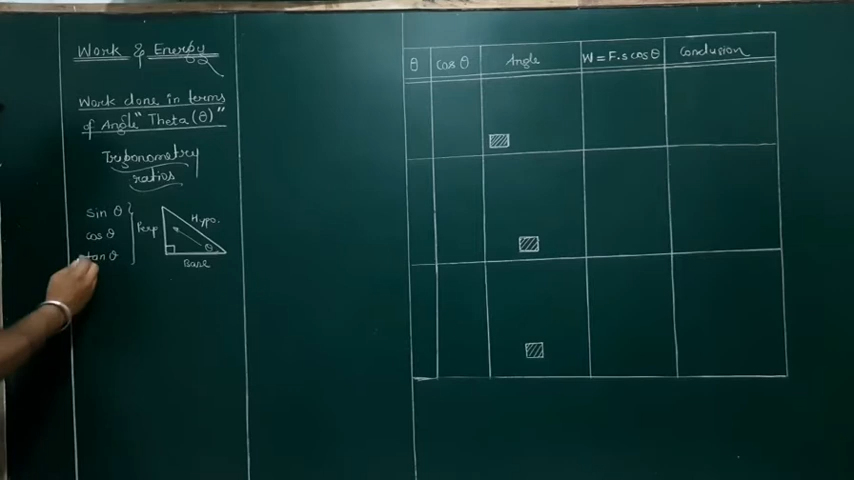 Work & Energy
Work done in terms
of Angle "Theta (θ)"
Trigonometry
ratios
sin θ
cos θ
tan θ
Perp
Hypo.
θ
Base
θ cos θ Angle W = F.s cos θ Conclusion